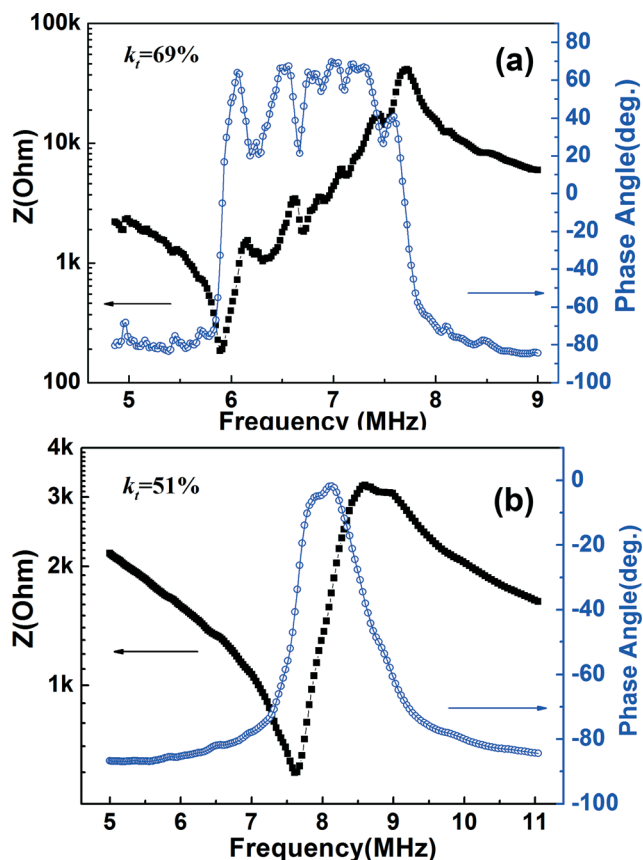 100k
10k
1k
100
Z(Ohm)
k_t=69%
(a)
80
60
40
20
0
-20
-40
-60
-80
-100
Phase Angle(deg.)
5 6 7 8 9
Frequency (MHz)
4k
3k
2k
1k
Z(Ohm)
k_t=51%
(b)
0
-20
-40
-60
-80
-100
Phase Angle(deg.)
5 6 7 8 9 10 11
Frequency(MHz)